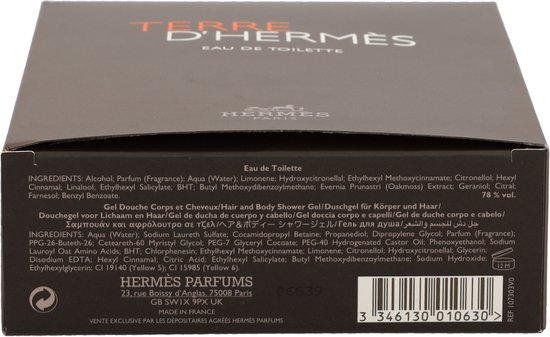 TERRE
D'HERMÈS
EAU DE TOILETTE
HERMÈS
PARIS
Eau de Toilette
INGREDIENTS: Alcohol; Parfum (Fragrance); Aqua (Water); Limonene; Hydroxycitronellal; Ethylhexyl Methoxycinnamate; Citronellol; Hexyl
Cinnamal; Linalool; Ethylhexyl Salicylate; BHT; Butyl Methoxydibenzoylmethane; Evernia Prunastri (Oakmoss) Extract; Geraniol; Citral;
Farnesol; Benzyl Benzoate. 78 % vol.
Gel Douche Corps et Cheveux/Hair and Body Shower Gel/Duschgel für Körper und Haar/
Douchegel voor Lichaam en Haar/Gel de ducha de cuerpo y cabello/Gel doccia corpo e capelli/Gel de duche corpo e cabelo/
Σαμπουάν και αφρόλουτρο σε τζελ/ヘア&ボディー シャワージェル/Гель для душа/جل دش للجسم والشعر
INGREDIENTS: Aqua (Water); Sodium Laureth Sulfate; Cocamidopropyl Betaine; Propanediol; Dipropylene Glycol; Parfum (Fragrance);
PPG-26-Buteth-26; Ceteareth-60 Myristyl Glycol; PEG-7 Glyceryl Cocoate; PEG-40 Hydrogenated Castor Oil; Phenoxyethanol; Sodium
Lauroyl Oat Amino Acids; BHT; Chlorphenesin; Ethylhexyl Methoxycinnamate; Limonene; Citric Acid; Hydroxycitronellal; Glycerin;
Disodium EDTA; Hexyl Cinnamal; Citronellol; Linalool; Ethylhexyl Salicylate; Butyl Methoxydibenzoylmethane; Sodium Hydroxide;
Ethylhexylglycerin; CI 19140 (Yellow 5); CI 15985 (Yellow 6).
12 M
HERMÈS PARFUMS
23, rue Boissy d'Anglas, 75008 Paris
GB SW1X 9PX UK
MADE IN FRANCE
VENTE EXCLUSIVE PAR LES DÉPOSITAIRES AGRÉÉS HERMÈS PARFUMS
3 346130 010630 >
REF 107303V0